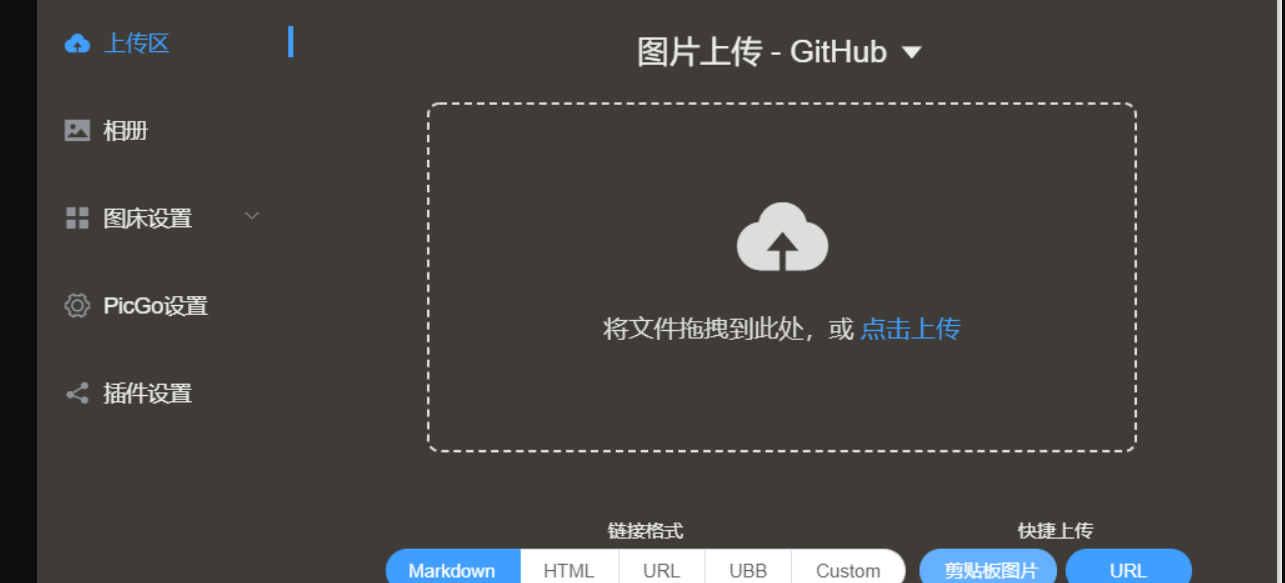 上传区
相册
图床设置
PicGo设置
插件设置
图片上传 - GitHub
将文件拖拽到此处，或 点击上传
链接格式
Markdown HTML URL UBB Custom
快捷上传
剪贴板图片 URL